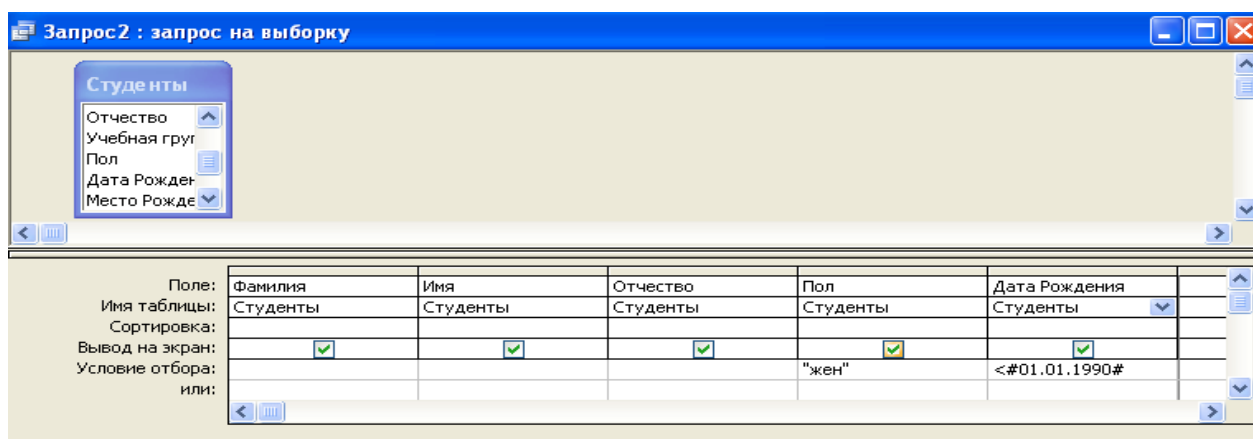 Запрос2 : запрос на выборку
Студенты
Отчество
Учебная груг
Пол
Дата Рожден
Место Рожде
Поле: Фамилия Имя Отчество Пол Дата Рождения
Имя таблицы: Студенты Студенты Студенты Студенты Студенты
Сортировка:
Вывод на экран:
Условие отбора: "жен" <#01.01.1990#
или: